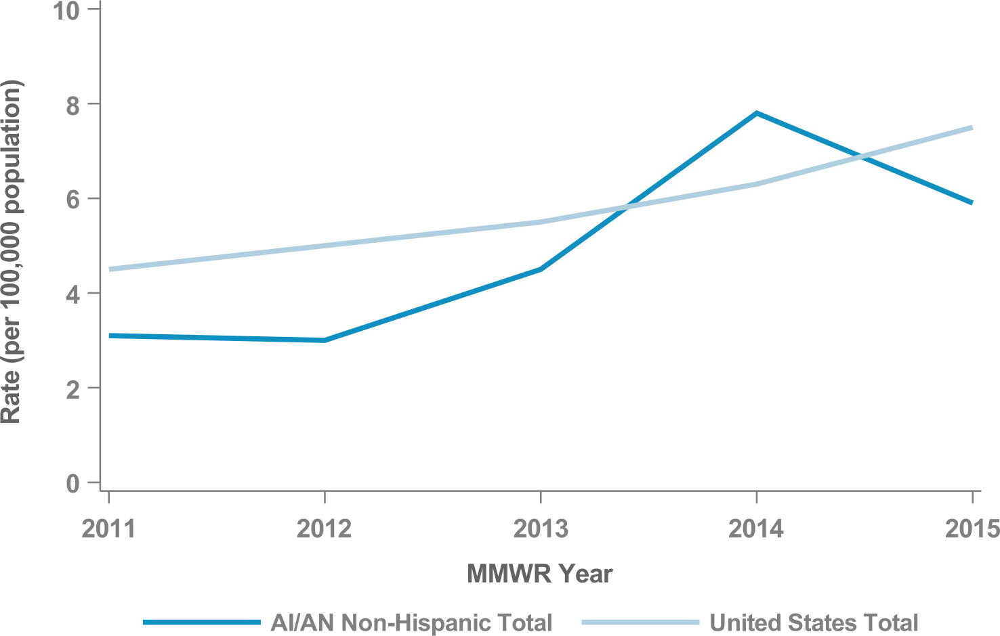 Rate (per 100,000 population)
10
8
6
4
2
0
2011 2012 2013 2014 2015
MMWR Year
AI/AN Non-Hispanic Total United States Total